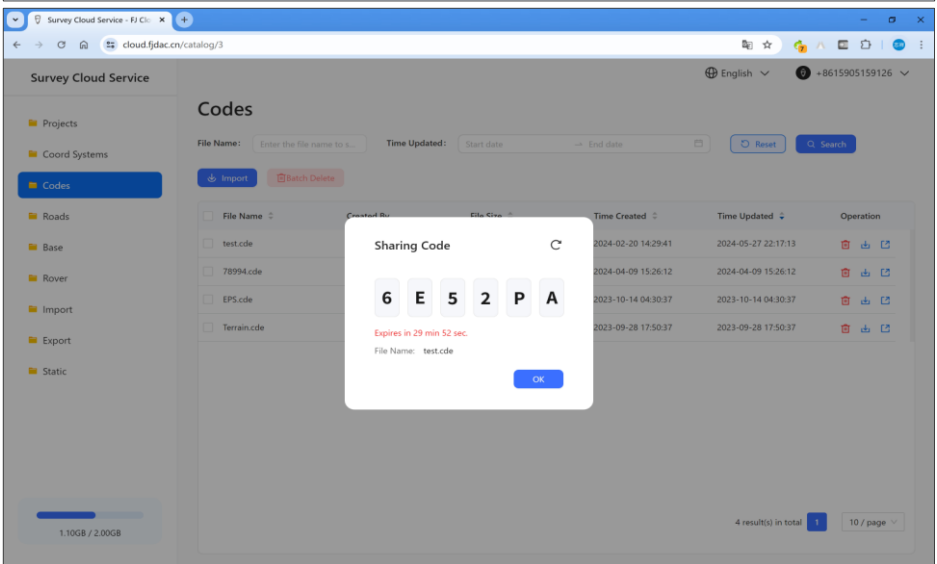 Survey Cloud Service - FJ Clo
cloud.fjdac.cn/catalog/3
Survey Cloud Service
English
+8615905159126
Projects
Coord Systems
Codes
Roads
Base
Rover
Import
Export
Static
1.10GB / 2.00GB
Codes
File Name: Enter the file name to s... Time Updated: Start date → End date Reset Search
Import Batch Delete
File Name Created By File Size Time Created Time Updated Operation
test.cde 2024-02-20 14:29:41 2024-05-27 22:17:13
78994.cde 2024-04-09 15:26:12 2024-04-09 15:26:12
EPS.cde 2023-10-14 04:30:37 2023-10-14 04:30:37
Terrain.cde 2023-09-28 17:50:37 2023-09-28 17:50:37
Sharing Code
6 E 5 2 P A
Expires in 29 min 52 sec.
File Name: test.cde
OK
4 result(s) in total 1 10 / page